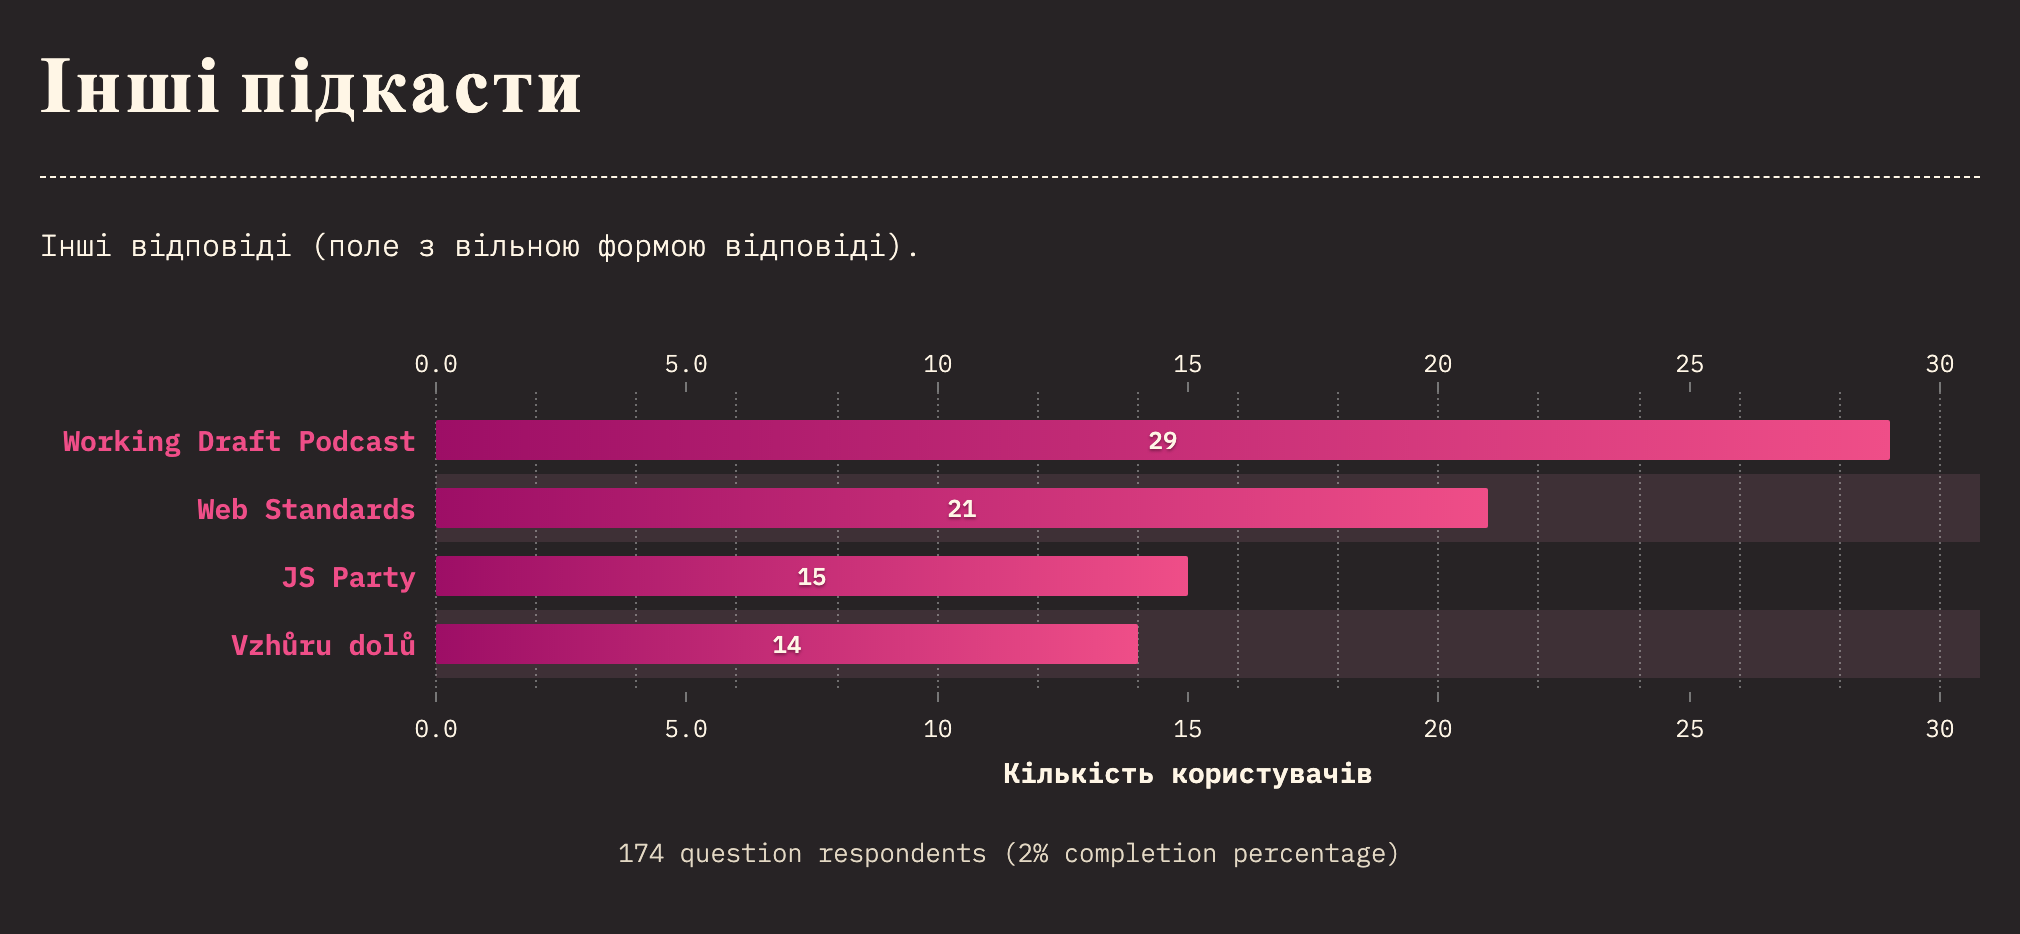 Інші підкасти
Інші відповіді (поле з вільною формою відповіді).
0.0 5.0 10 15 20 25 30
Working Draft Podcast 29
Web Standards 21
JS Party 15
Vzhůru dolů 14
0.0 5.0 10 15 20 25 30
Кількість користувачів
174 question respondents (2% completion percentage)